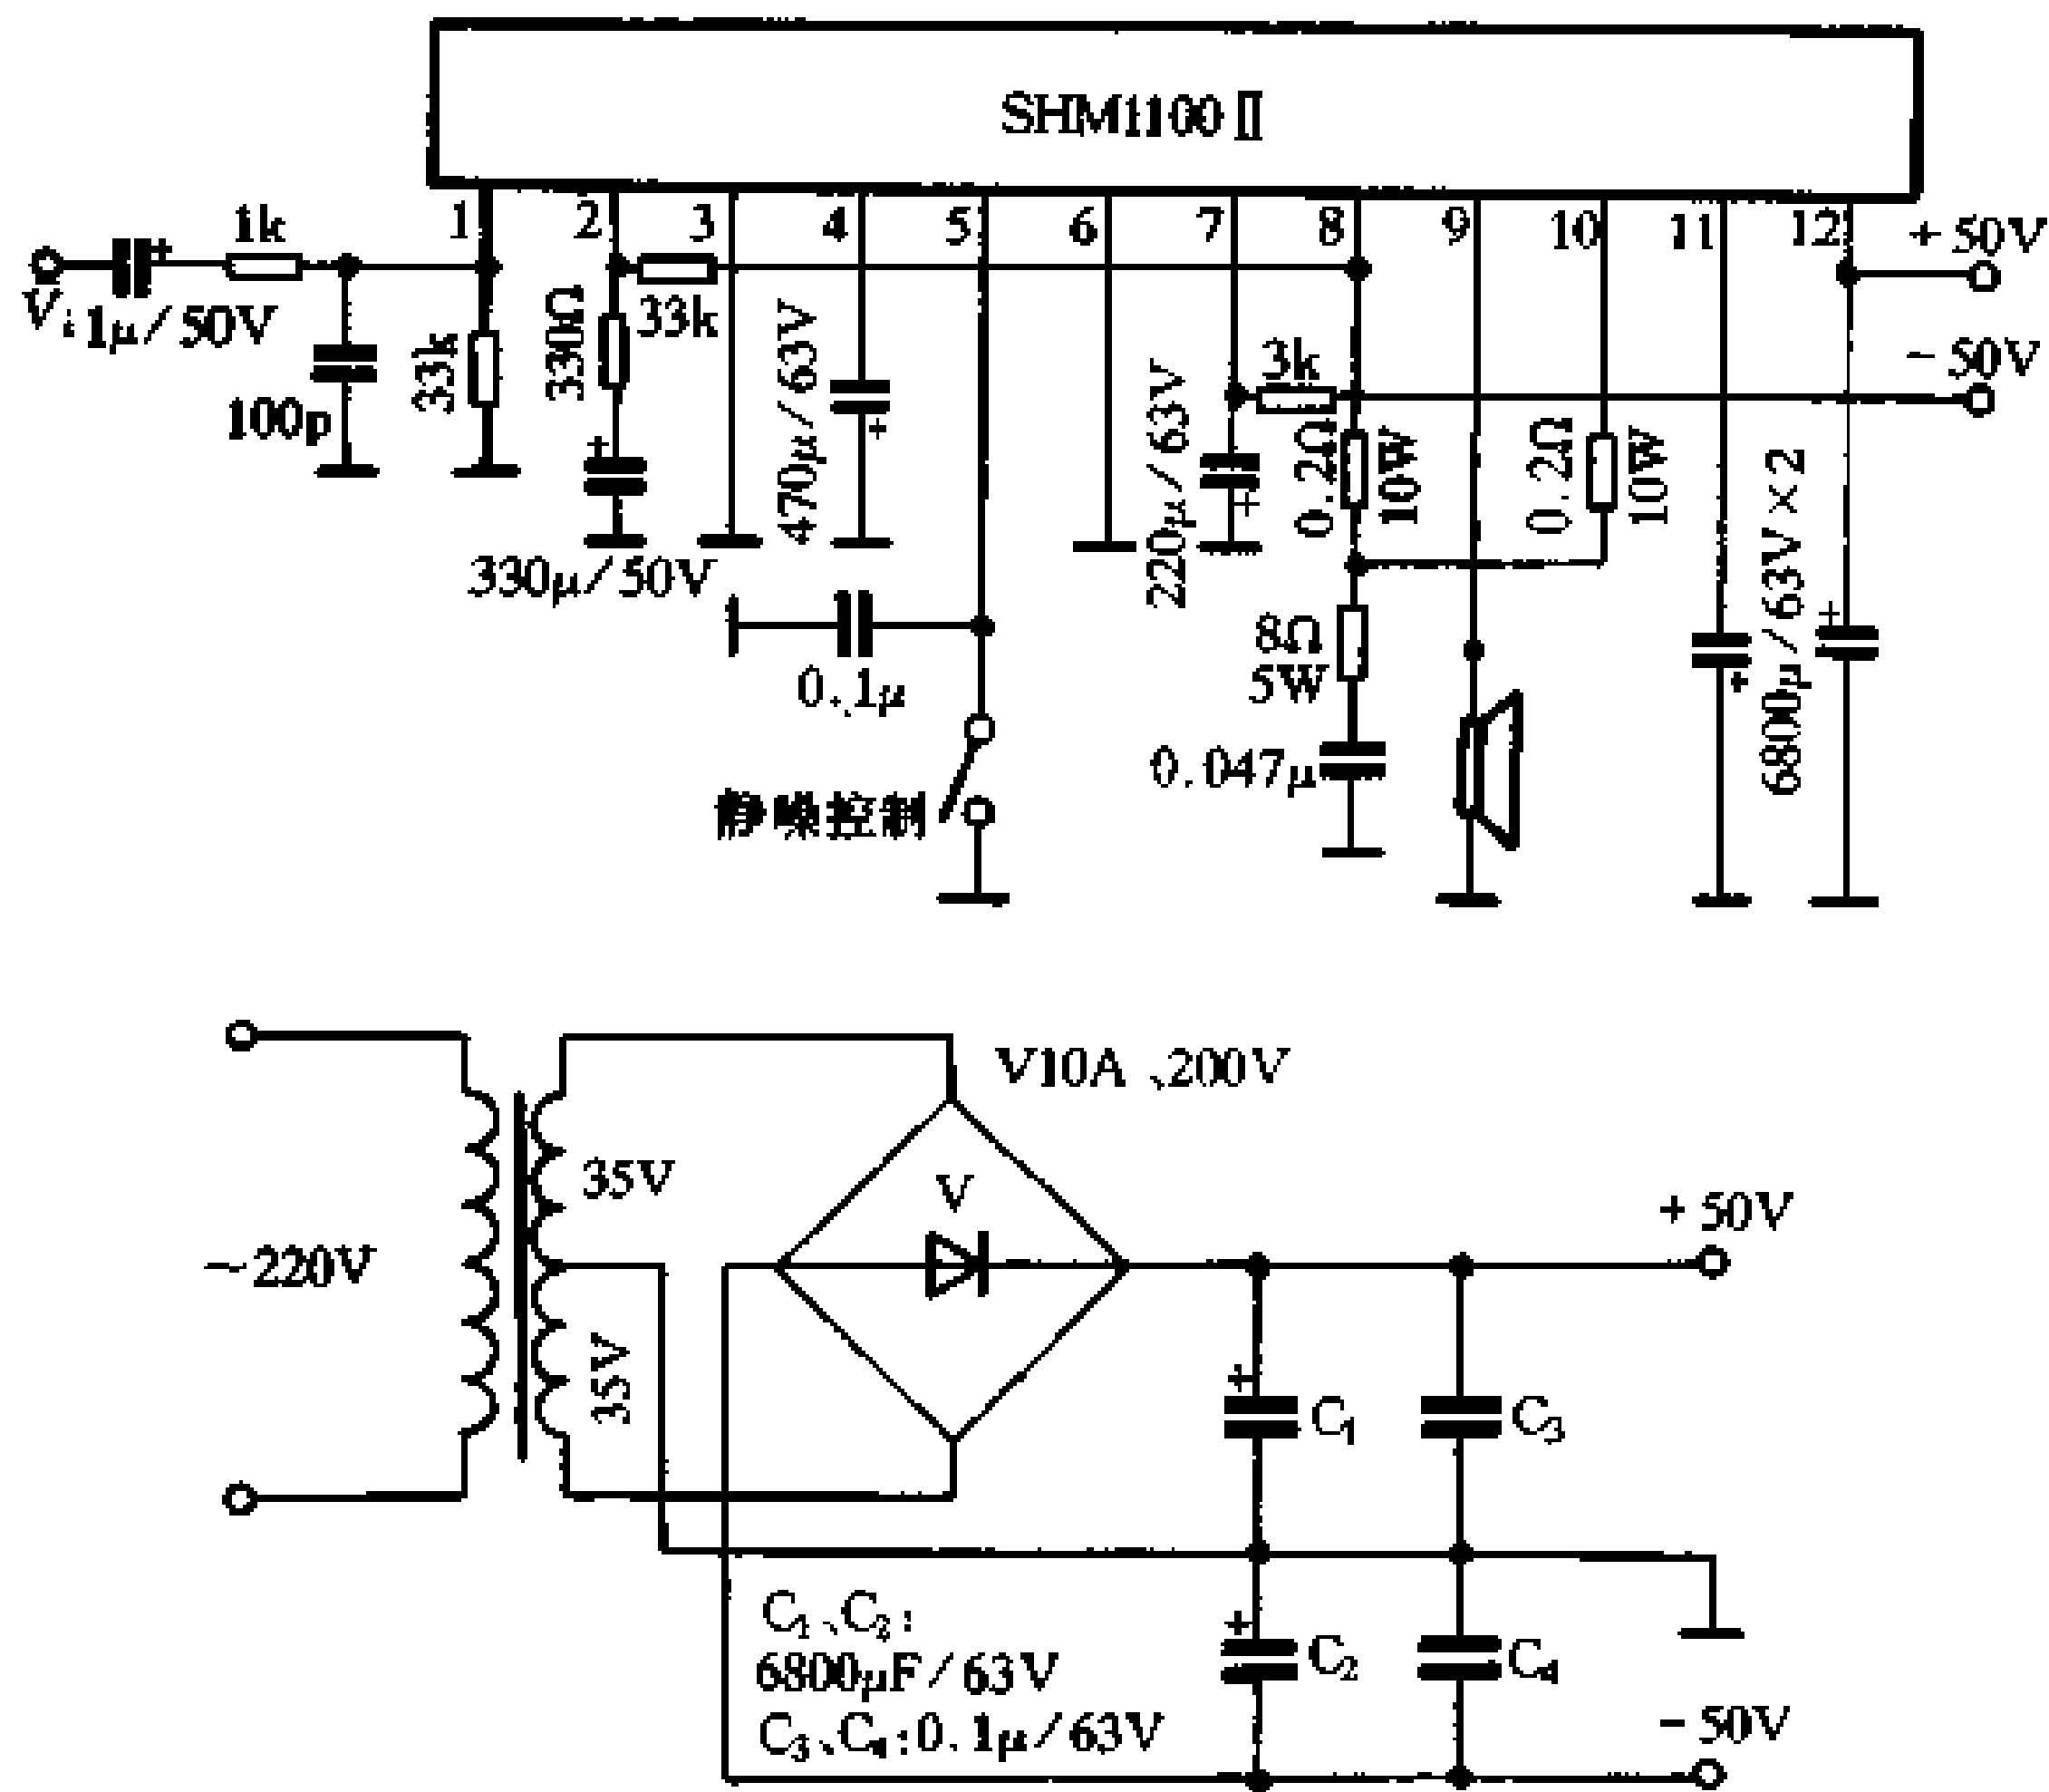 SHM1100Ⅱ
1 2 3 4 5 6 7 8 9 10 11 12
+50V
-50V
Vi
1μ/50V
1k
100p
33k
330Ω
33k
330μ/50V
470μ/63V
0.1μ
静噪控制
220μ/63V
3k
0.2Ω
10W
8Ω
5W
0.047μ
0.2Ω
10W
6800μ/63V×2
~220V
35V
35V
V10A、200V
V
+50V
C1
C3
C2
C4
C1、C2:
6800μF/63V
C3、C4:0.1μ/63V
-50V